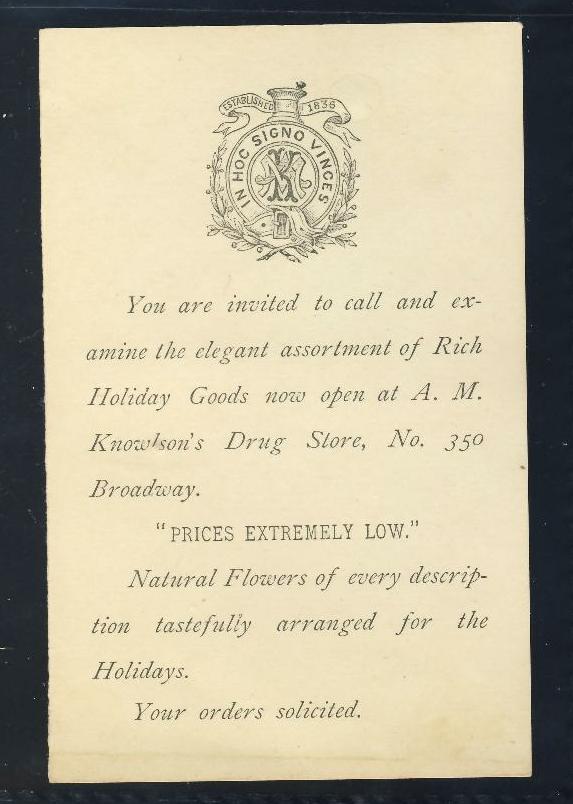 ESTABLISHED 1836
IN HOC SIGNO VINCES
You are invited to call and ex-
amine the elegant assortment of Rich
Holiday Goods now open at A. M.
Knowlson's Drug Store, No. 350
Broadway.
"PRICES EXTREMELY LOW."
Natural Flowers of every descrip-
tion tastefully arranged for the
Holidays.
Your orders solicited.